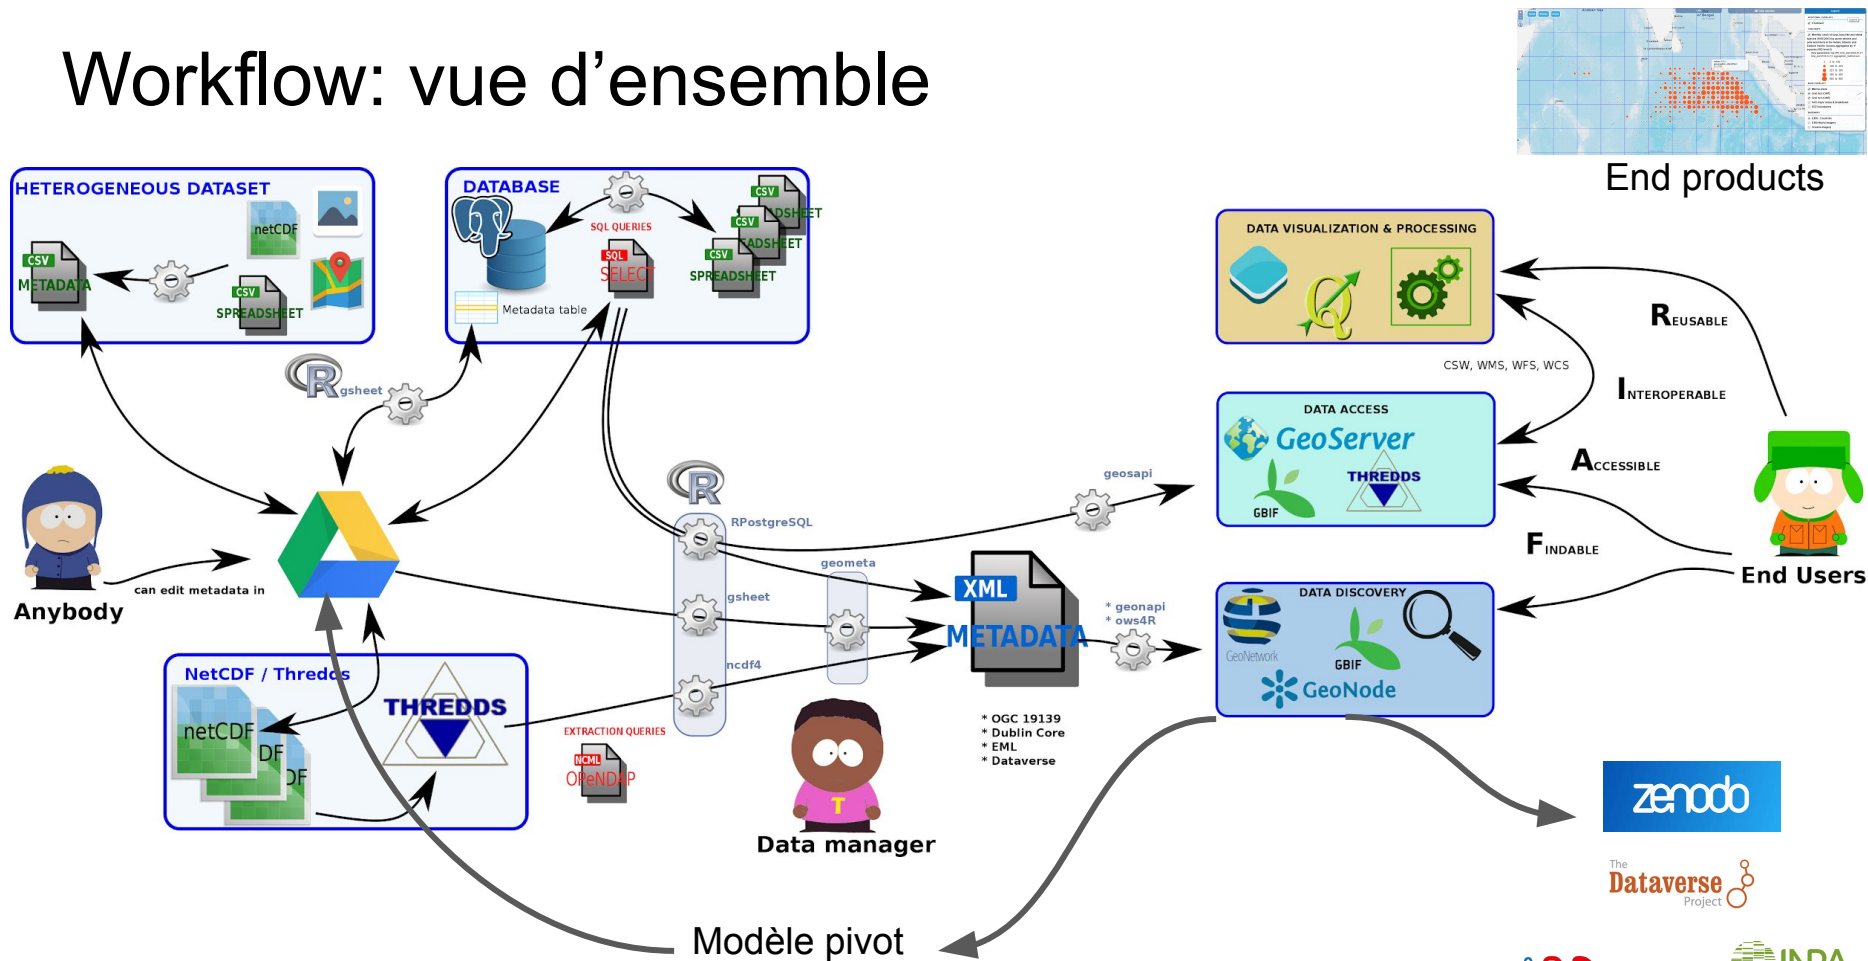 Workflow: vue d'ensemble
End products
HETEROGENEOUS DATASET
netCDF
CSV
METADATA
CSV
SPREADSHEET
DATABASE
SQL QUERIES
SQL
SELECT
CSV
DSHEET
CSV
EADSHEET
CSV
SPREADSHEET
Metadata table
R
gsheet
DATA VISUALIZATION & PROCESSING
REUSABLE
CSW, WMS, WFS, WCS
INTEROPERABLE
DATA ACCESS
GeoServer
GBIF
THREDDS
ACCESSIBLE
FINDABLE
End Users
Anybody
can edit metadata in
R
RPostgreSQL
gsheet
ncdf4
geosapi
geometa
XML
METADATA
* geonapi
* ows4R
DATA DISCOVERY
GeoNetwork
GBIF
GeoNode
NetCDF / Thredds
netCDF
DF
DF
THREDDS
EXTRACTION QUERIES
NCML
OPeNDAP
T
Data manager
* OGC 19139
* Dublin Core
* EML
* Dataverse
zenodo
The
Dataverse
Project
Modèle pivot